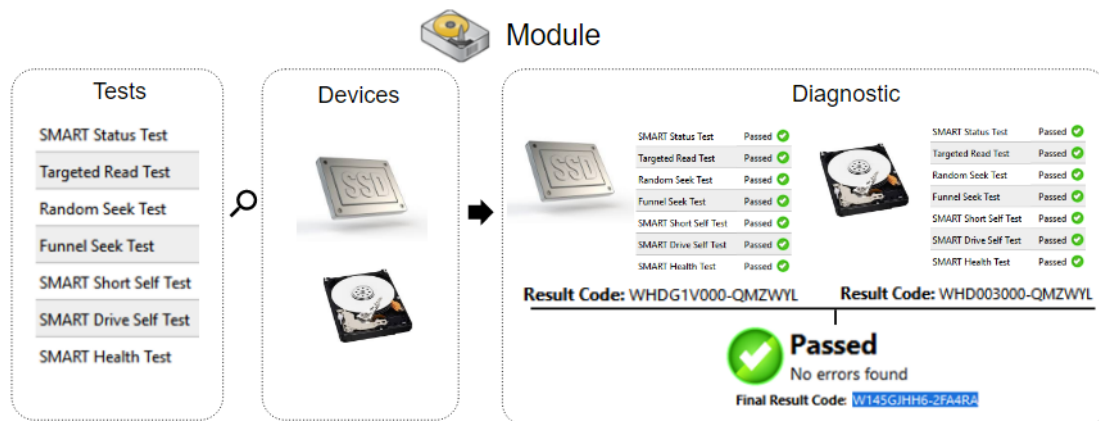 Module
Tests
SMART Status Test
Targeted Read Test
Random Seek Test
Funnel Seek Test
SMART Short Self Test
SMART Drive Self Test
SMART Health Test
Devices
SSD
Diagnostic
SSD
SMART Status Test Passed
Targeted Read Test Passed
Random Seek Test Passed
Funnel Seek Test Passed
SMART Short Self Test Passed
SMART Drive Self Test Passed
SMART Health Test Passed
Result Code: WHDG1V000-QMZWYL
SMART Status Test Passed
Targeted Read Test Passed
Random Seek Test Passed
Funnel Seek Test Passed
SMART Short Self Test Passed
SMART Drive Self Test Passed
SMART Health Test Passed
Result Code: WHD003000-QMZWYL
Passed
No errors found
Final Result Code: W145GJHH6-2FA4RA